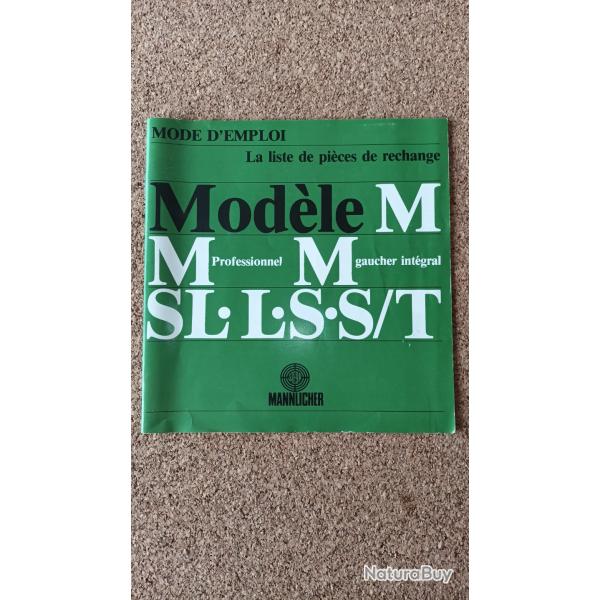 MODE D'EMPLOI
La liste de pièces de rechange
Modèle M
M Professionnel M gaucher intégral
SL·L·S·S/T
MANNLICHER
NaturaBuy